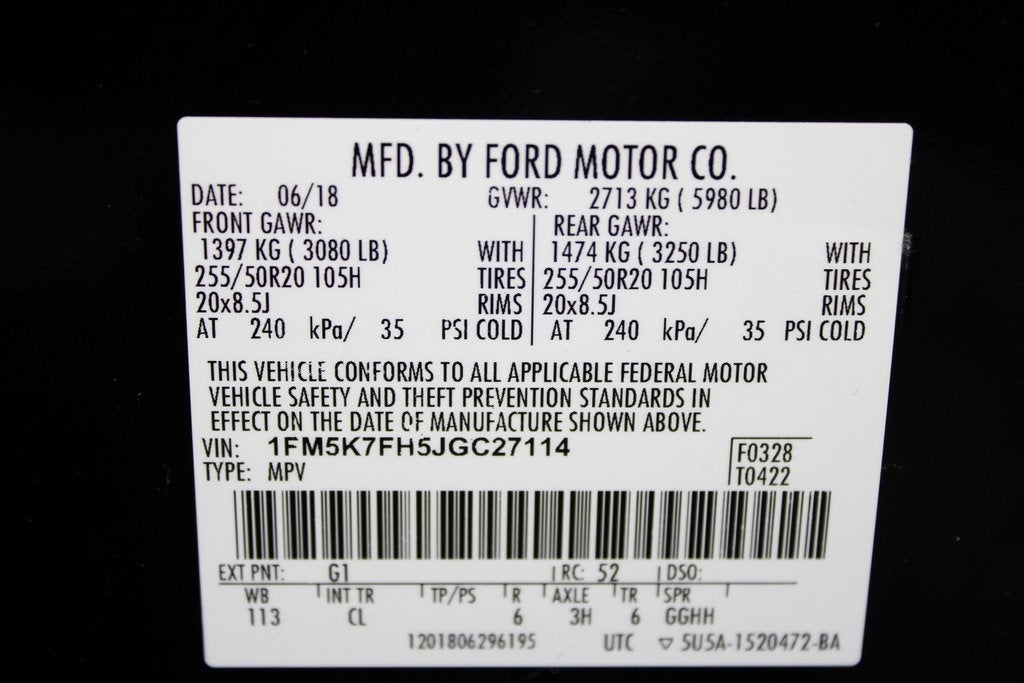 MFD. BY FORD MOTOR CO.
DATE: 06/18 GVWR: 2713 KG ( 5980 LB)
FRONT GAWR: REAR GAWR:
1397 KG ( 3080 LB) WITH 1474 KG ( 3250 LB) WITH
255/50R20 105H TIRES 255/50R20 105H TIRES
20x8.5J RIMS 20x8.5J RIMS
AT 240 kPa/ 35 PSI COLD AT 240 kPa/ 35 PSI COLD
THIS VEHICLE CONFORMS TO ALL APPLICABLE FEDERAL MOTOR
VEHICLE SAFETY AND THEFT PREVENTION STANDARDS IN
EFFECT ON THE DATE OF MANUFACTURE SHOWN ABOVE.
VIN: 1FM5K7FH5JGC27114 F0328
TYPE: MPV T0422
EXT PNT: G1 RC: 52 DSO:
WB INT TR TP/PS R AXLE TR SPR
113 CL 6 3H 6 GGHH
1201806296195 UTC ▽ 5U5A-1520472-BA